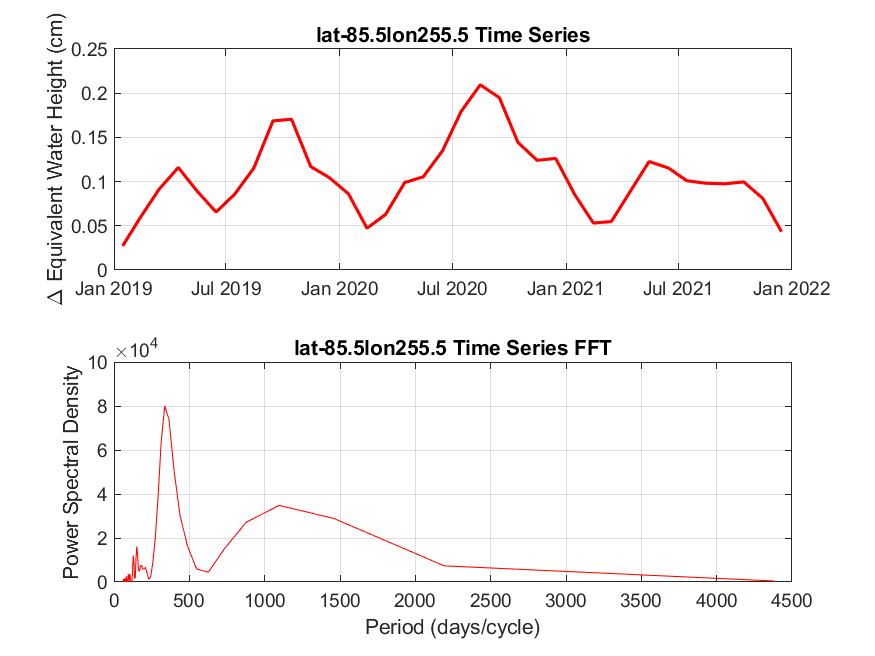 lat-85.5lon255.5 Time Series
Δ Equivalent Water Height (cm)
0.25
0.2
0.15
0.1
0.05
0
Jan 2019 Jul 2019 Jan 2020 Jul 2020 Jan 2021 Jul 2021 Jan 2022
lat-85.5lon255.5 Time Series FFT
×10⁴
Power Spectral Density
10
8
6
4
2
0
0 500 1000 1500 2000 2500 3000 3500 4000 4500
Period (days/cycle)